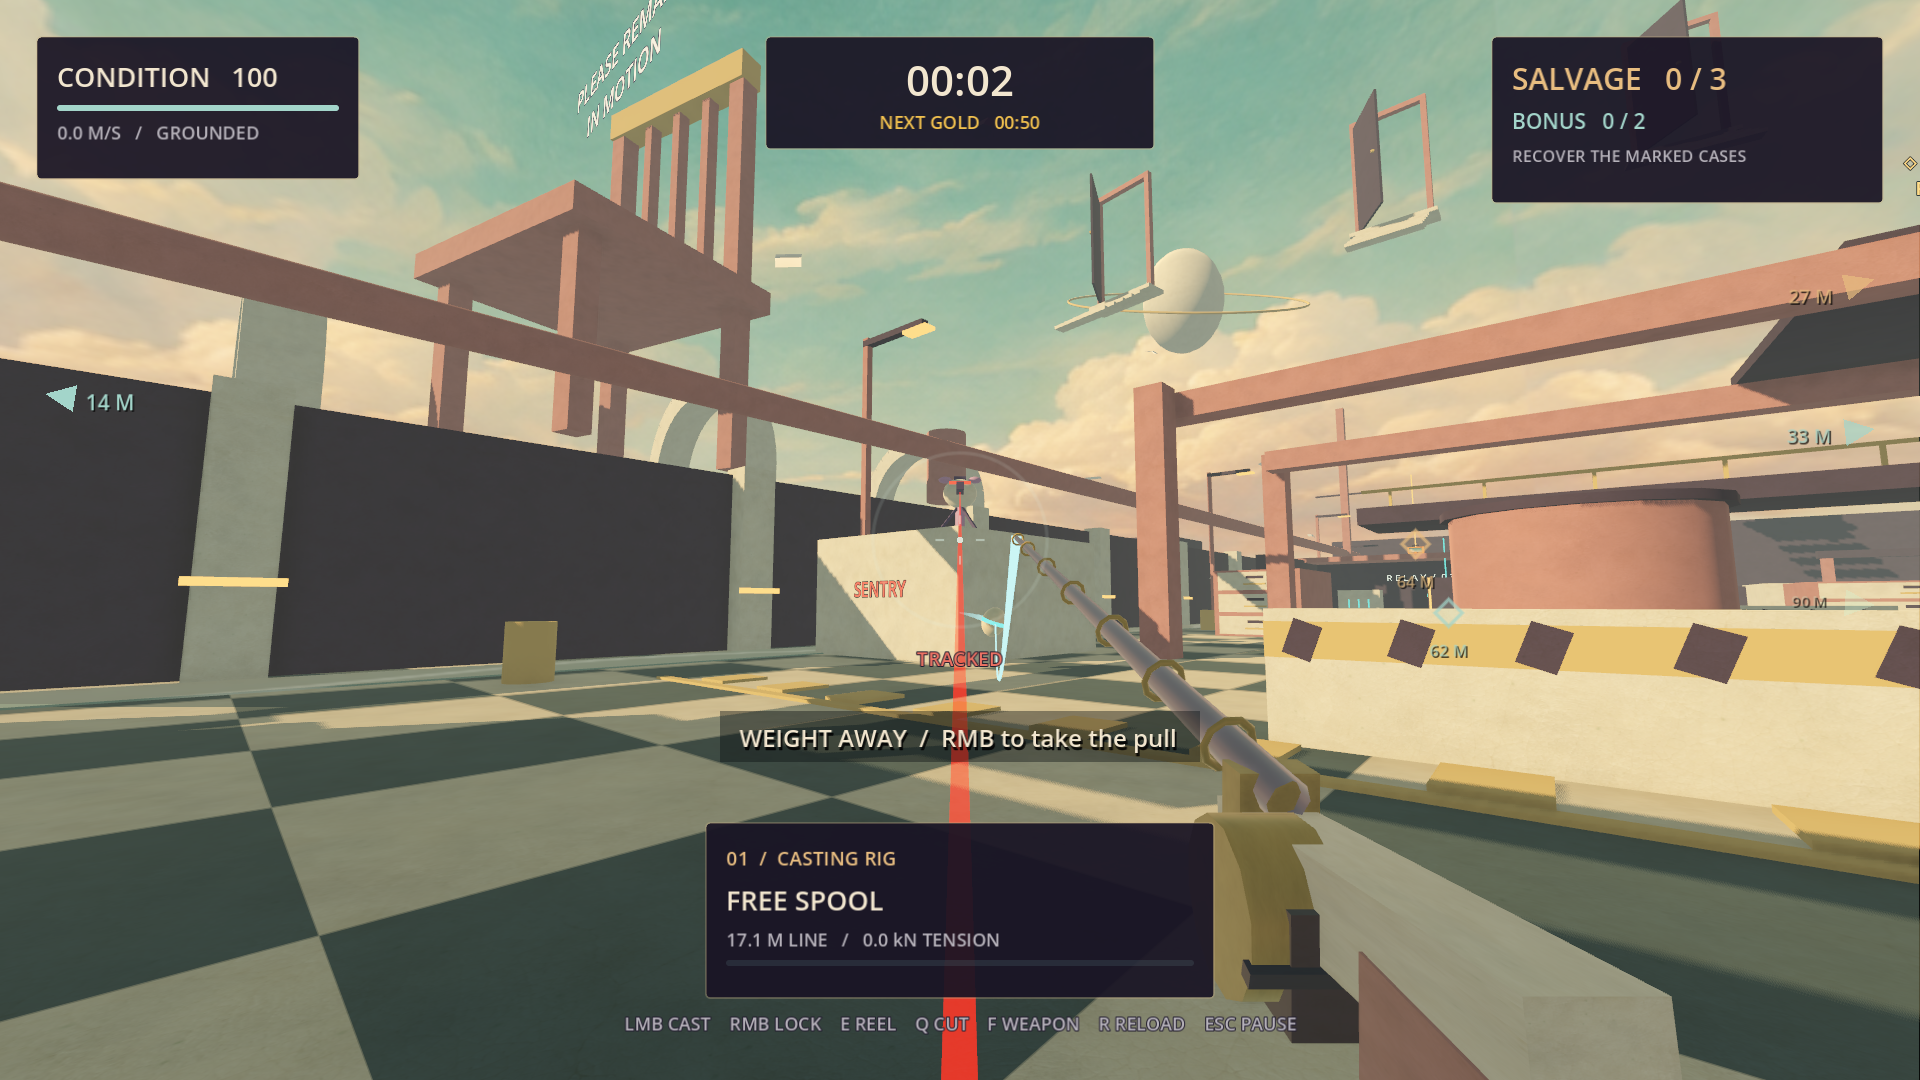 PLEASE REMA
IN MOTION
CONDITION 100
0.0 M/S / GROUNDED
00:02
NEXT GOLD 00:50
SALVAGE 0 / 3
BONUS 0 / 2
RECOVER THE MARKED CASES
27 M
14 M
33 M
64 M
90 M
62 M
SENTRY
TRACKED
WEIGHT AWAY / RMB to take the pull
01 / CASTING RIG
FREE SPOOL
17.1 M LINE / 0.0 kN TENSION
LMB CAST RMB LOCK E REEL Q CUT F WEAPON R RELOAD ESC PAUSE